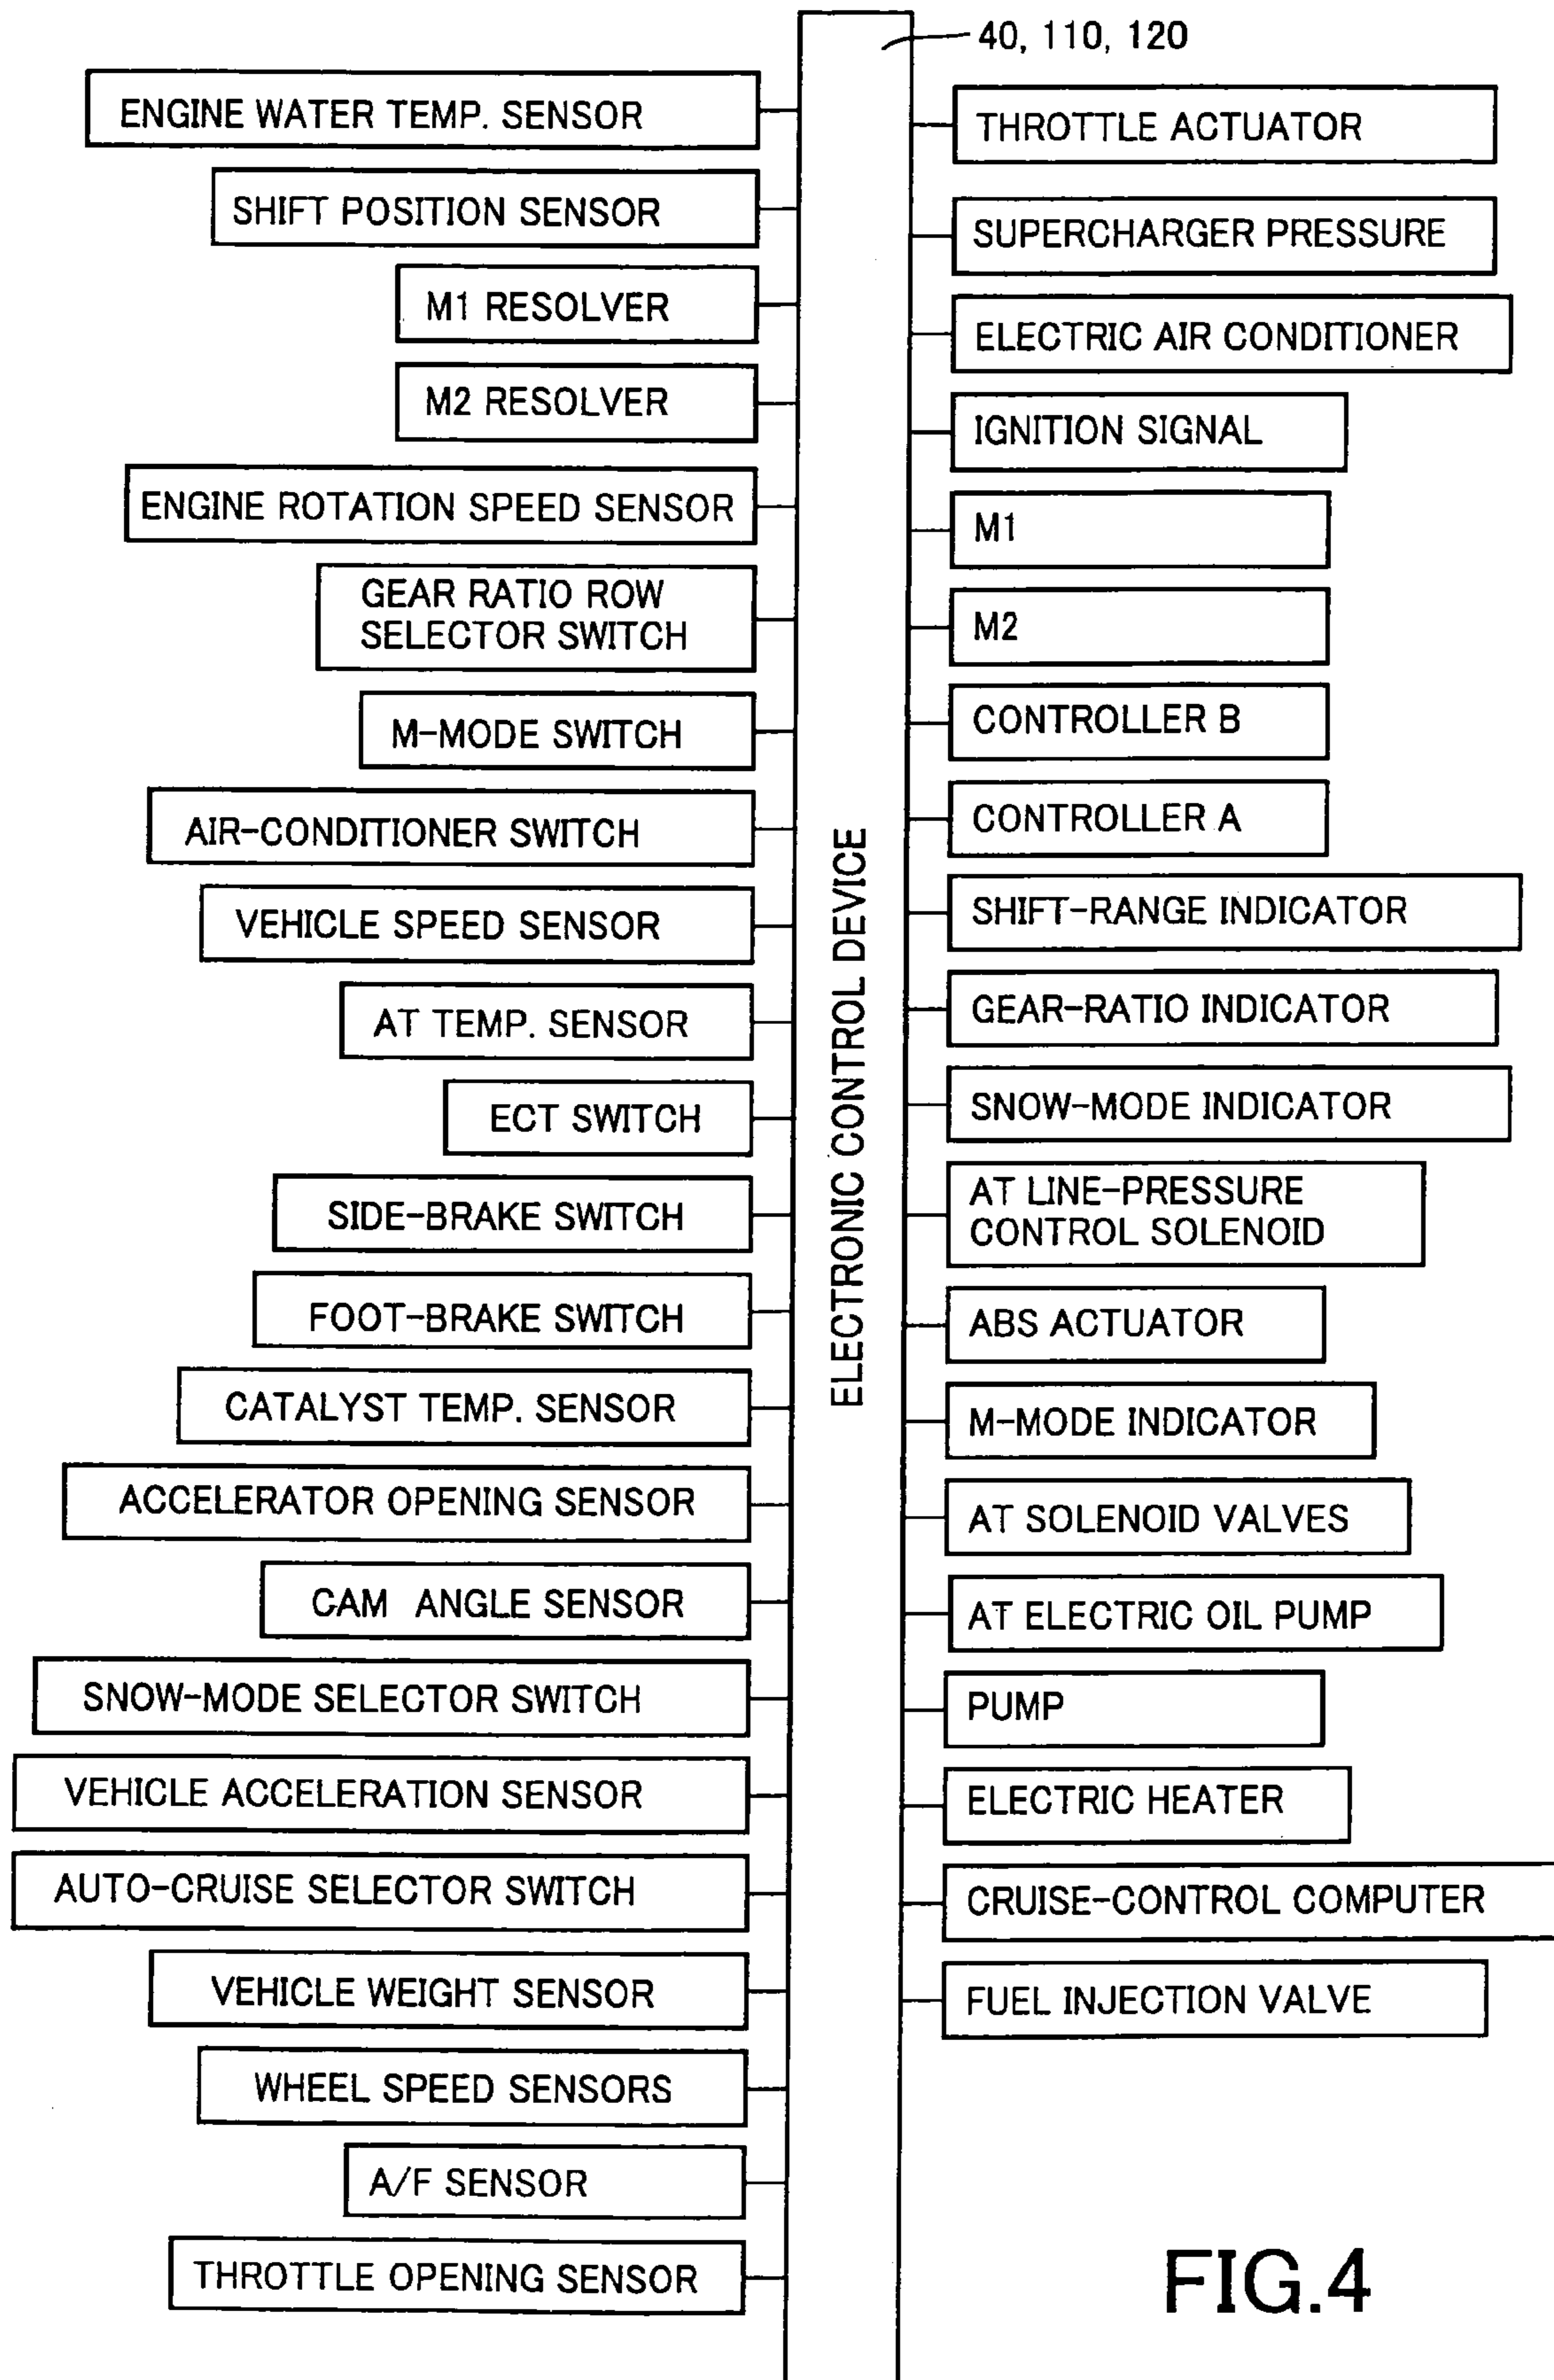 40, 110, 120
ENGINE WATER TEMP. SENSOR
SHIFT POSITION SENSOR
M1 RESOLVER
M2 RESOLVER
ENGINE ROTATION SPEED SENSOR
GEAR RATIO ROW
SELECTOR SWITCH
M-MODE SWITCH
AIR-CONDITIONER SWITCH
VEHICLE SPEED SENSOR
AT TEMP. SENSOR
ECT SWITCH
SIDE-BRAKE SWITCH
FOOT-BRAKE SWITCH
CATALYST TEMP. SENSOR
ACCELERATOR OPENING SENSOR
CAM ANGLE SENSOR
SNOW-MODE SELECTOR SWITCH
VEHICLE ACCELERATION SENSOR
AUTO-CRUISE SELECTOR SWITCH
VEHICLE WEIGHT SENSOR
WHEEL SPEED SENSORS
A/F SENSOR
THROTTLE OPENING SENSOR
ELECTRONIC CONTROL DEVICE
THROTTLE ACTUATOR
SUPERCHARGER PRESSURE
ELECTRIC AIR CONDITIONER
IGNITION SIGNAL
M1
M2
CONTROLLER B
CONTROLLER A
SHIFT-RANGE INDICATOR
GEAR-RATIO INDICATOR
SNOW-MODE INDICATOR
AT LINE-PRESSURE
CONTROL SOLENOID
ABS ACTUATOR
M-MODE INDICATOR
AT SOLENOID VALVES
AT ELECTRIC OIL PUMP
PUMP
ELECTRIC HEATER
CRUISE-CONTROL COMPUTER
FUEL INJECTION VALVE
FIG.4